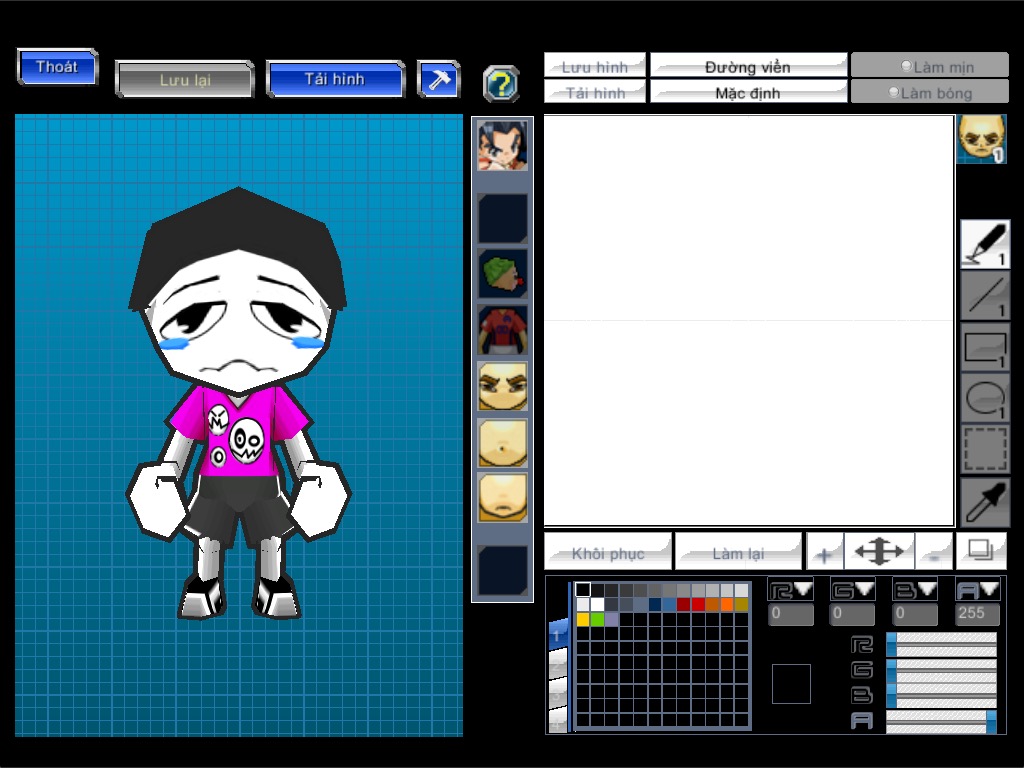 Thoát
Lưu lại
Tải hình
?
Lưu hình
Đường viền
Làm mịn
Tải hình
Mặc định
Làm bóng
1
1
1
1
1
Khôi phục
Làm lại
+
-
R G B A
0 0 0 255
1
R
G
B
A